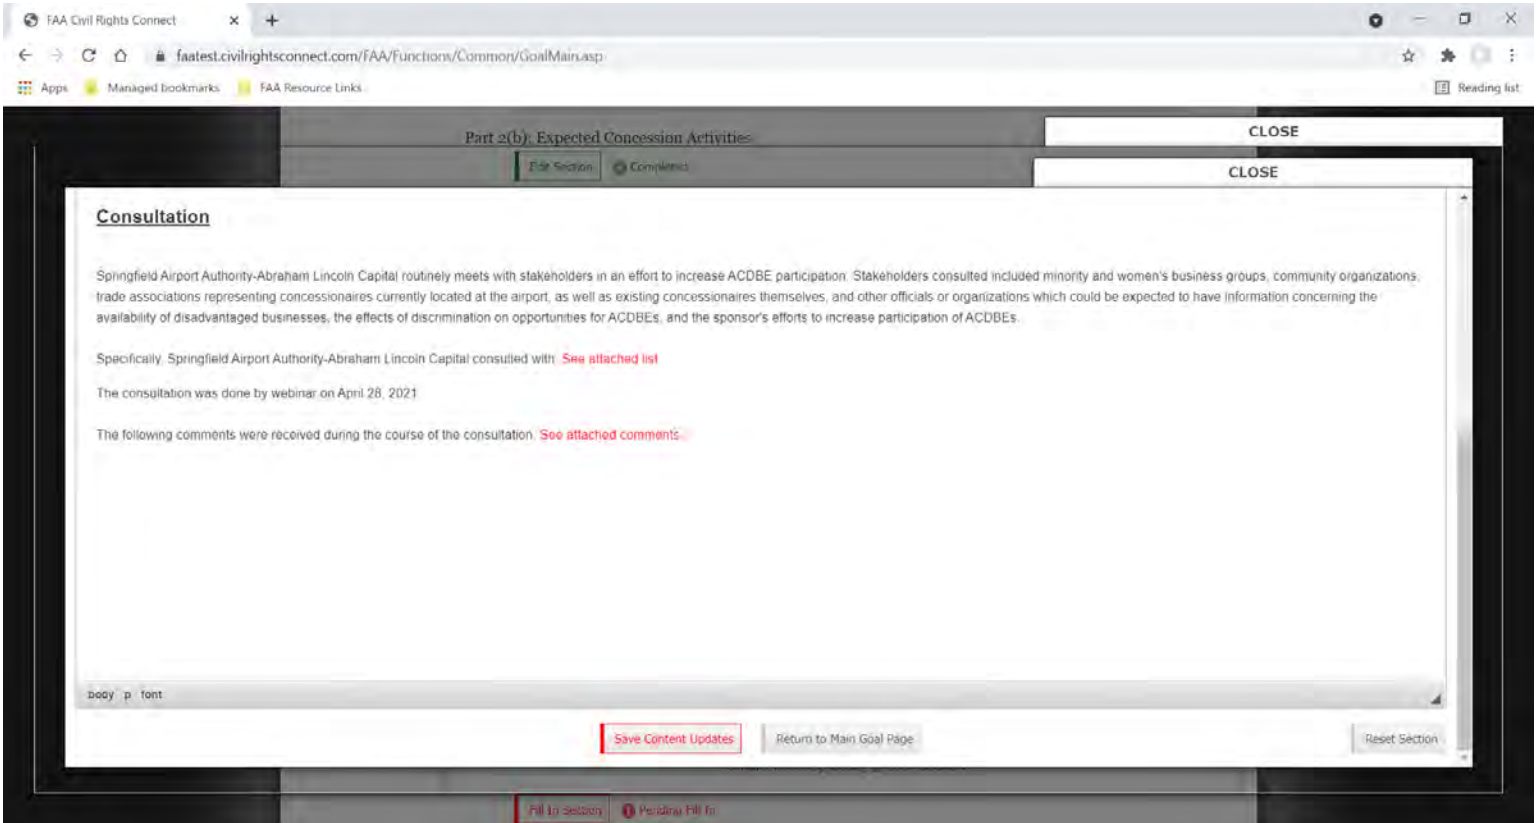 FAA Civil Rights Connect
faatest.civilrightsconnect.com/FAA/Functions/Common/GoalMain.asp
Apps Managed bookmarks FAA Resource Links Reading list
Part 2(b): Expected Concession Activities CLOSE
Edit Section Completed
CLOSE
Consultation
Springfield Airport Authority-Abraham Lincoln Capital routinely meets with stakeholders in an effort to increase ACDBE participation. Stakeholders consulted included minority and women's business groups, community organizations,
trade associations representing concessionaires currently located at the airport, as well as existing concessionaires themselves, and other officials or organizations which could be expected to have information concerning the
availability of disadvantaged businesses, the effects of discrimination on opportunities for ACDBEs, and the sponsor's efforts to increase participation of ACDBEs.
Specifically, Springfield Airport Authority-Abraham Lincoln Capital consulted with: See attached list
The consultation was done by webinar on April 28, 2021
The following comments were received during the course of the consultation. See attached comments.
body p font
Save Content Updates Return to Main Goal Page Reset Section
Fill In Section Pending Fill In